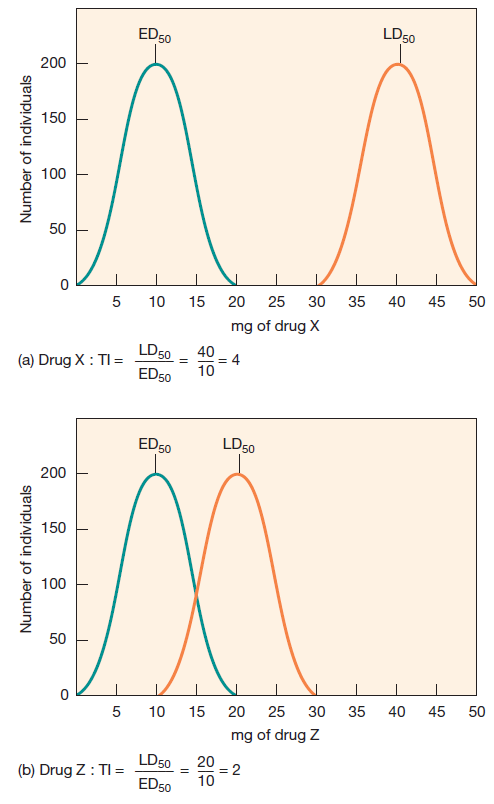 ED50 LD50
200
150
100
50
0
Number of individuals
5 10 15 20 25 30 35 40 45 50
mg of drug X
(a) Drug X : TI = LD50 / ED50 = 40 / 10 = 4
ED50 LD50
200
150
100
50
0
Number of individuals
5 10 15 20 25 30 35 40 45 50
mg of drug Z
(b) Drug Z : TI = LD50 / ED50 = 20 / 10 = 2